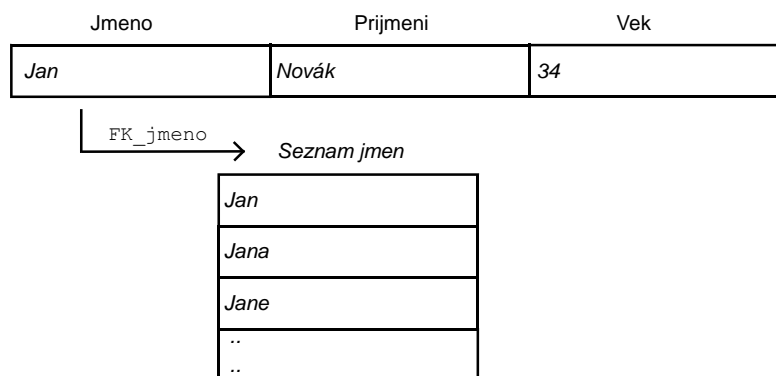 Jmeno Prijmeni Vek
Jan Novák 34
FK_jmeno
Seznam jmen
Jan
Jana
Jane
..
..